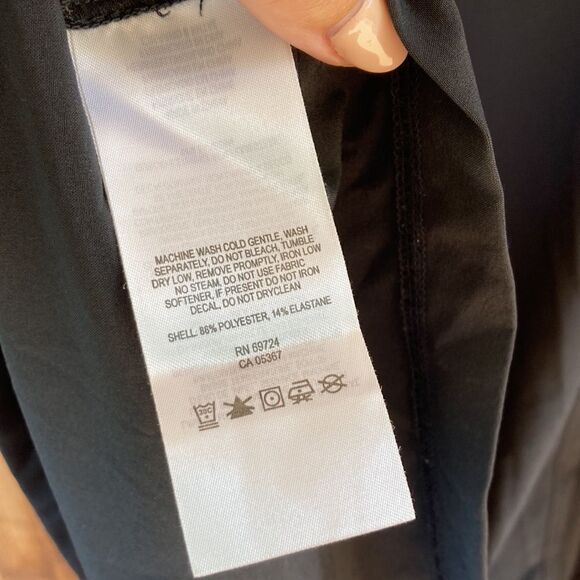 MACHINE WASH COLD GENTLE, WASH
SEPARATELY, DO NOT BLEACH, TUMBLE
DRY LOW, REMOVE PROMPTLY, IRON LOW
NO STEAM, DO NOT USE FABRIC
SOFTENER, IF PRESENT DO NOT IRON
DECAL, DO NOT DRYCLEAN
SHELL: 86% POLYESTER, 14% ELASTANE
RN 69724
CA 05367
30C